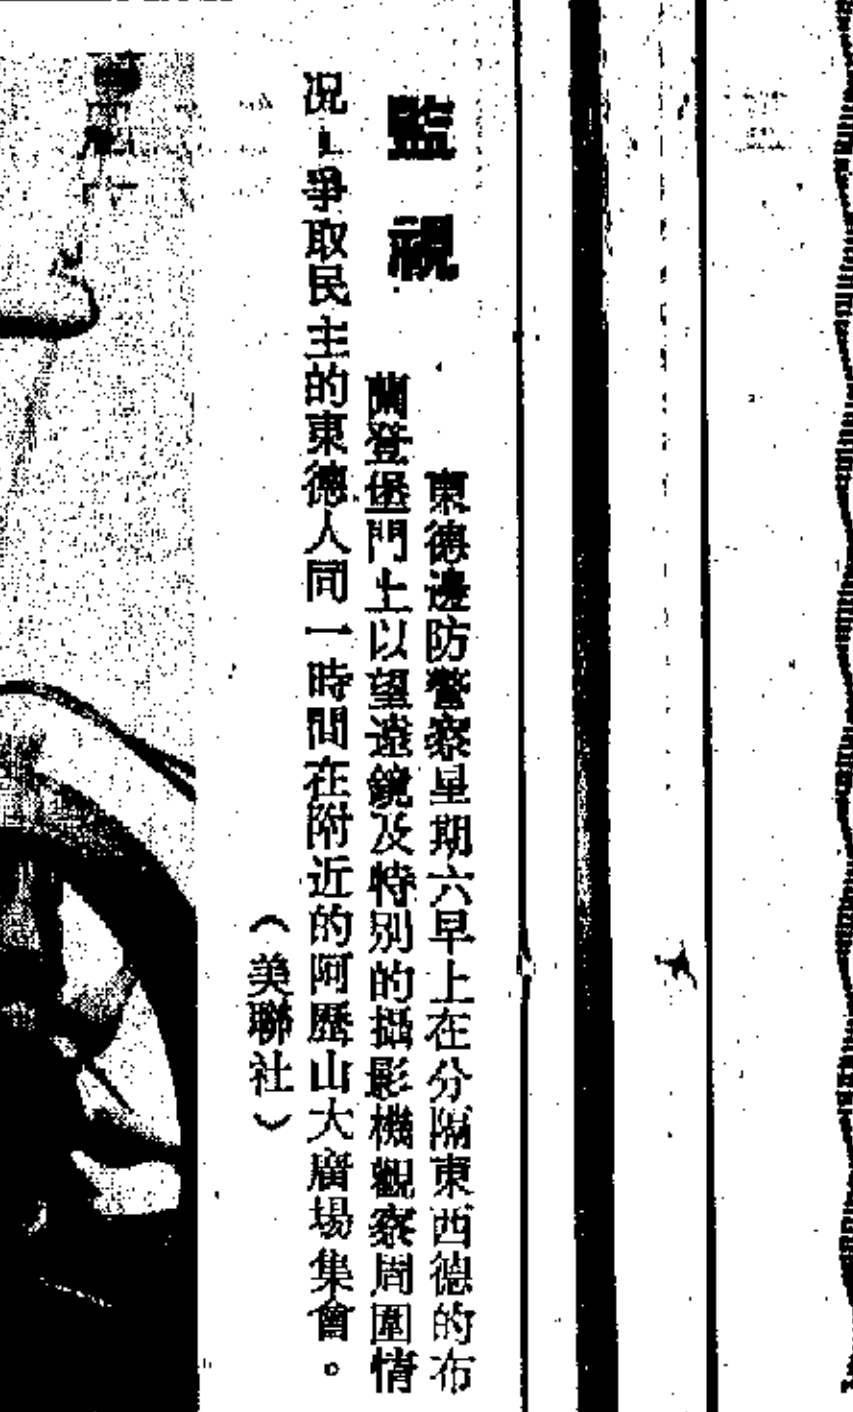 監視
東德邊防警察星期六早上在分隔東西德的布
蘭登堡門上以望遠鏡及特別的攝影機觀察周圍情
況，爭取民主的東德人同一時間在附近的阿歷山大廣場集會。
（美聯社）